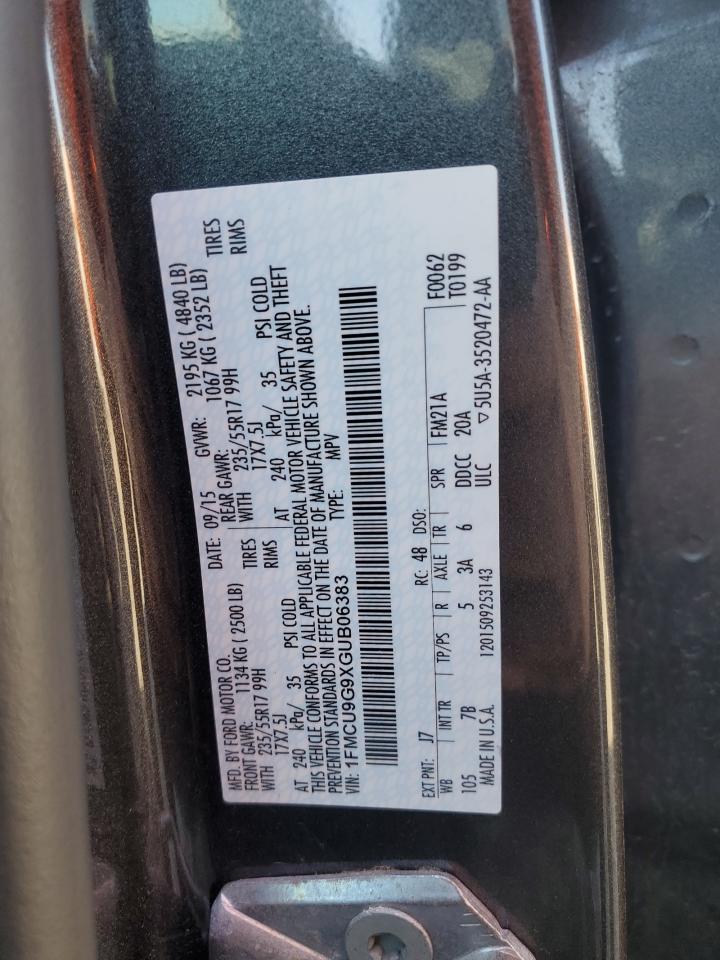 MFD. BY FORD MOTOR CO. DATE: 09/15 GVWR: 2195 KG ( 4840 LB)
FRONT GAWR: 1134 KG ( 2500 LB) REAR GAWR: 1067 KG ( 2352 LB)
WITH 235/55R17 99H TIRES WITH 235/55R17 99H TIRES
17X7.5J RIMS 17X7.5J RIMS
AT 240 kPa/ 35 PSI COLD AT 240 kPa/ 35 PSI COLD
THIS VEHICLE CONFORMS TO ALL APPLICABLE FEDERAL MOTOR VEHICLE SAFETY AND THEFT
PREVENTION STANDARDS IN EFFECT ON THE DATE OF MANUFACTURE SHOWN ABOVE.
VIN: 1FMCU9G9XGUB06383 TYPE: MPV
F0062
T0199
EXT PNT: J7 RC: 48 DSO:
WB INT TR TP/PS R AXLE TR SPR FM21A
105 7B 5 3A 6 DDCC 20A
MADE IN U.S.A. 1201509253143 ULC ▽5U5A-3520472-AA